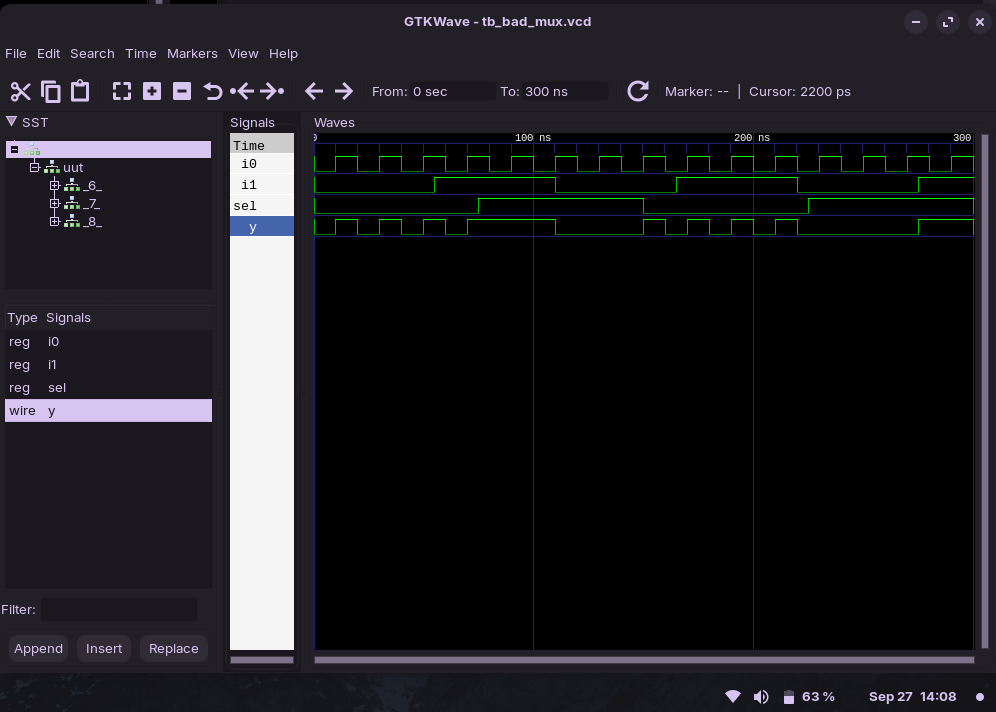 GTKWave - tb_bad_mux.vcd
File Edit Search Time Markers View Help
From: 0 sec To: 300 ns Marker: -- | Cursor: 2200 ps
SST
uut
_6_
_7_
_8_
Type Signals
reg i0
reg i1
reg sel
wire y
Filter:
Append Insert Replace
Signals
Time
i0
i1
sel
y
Waves
0 100 ns 200 ns 300
63 % Sep 27 14:08